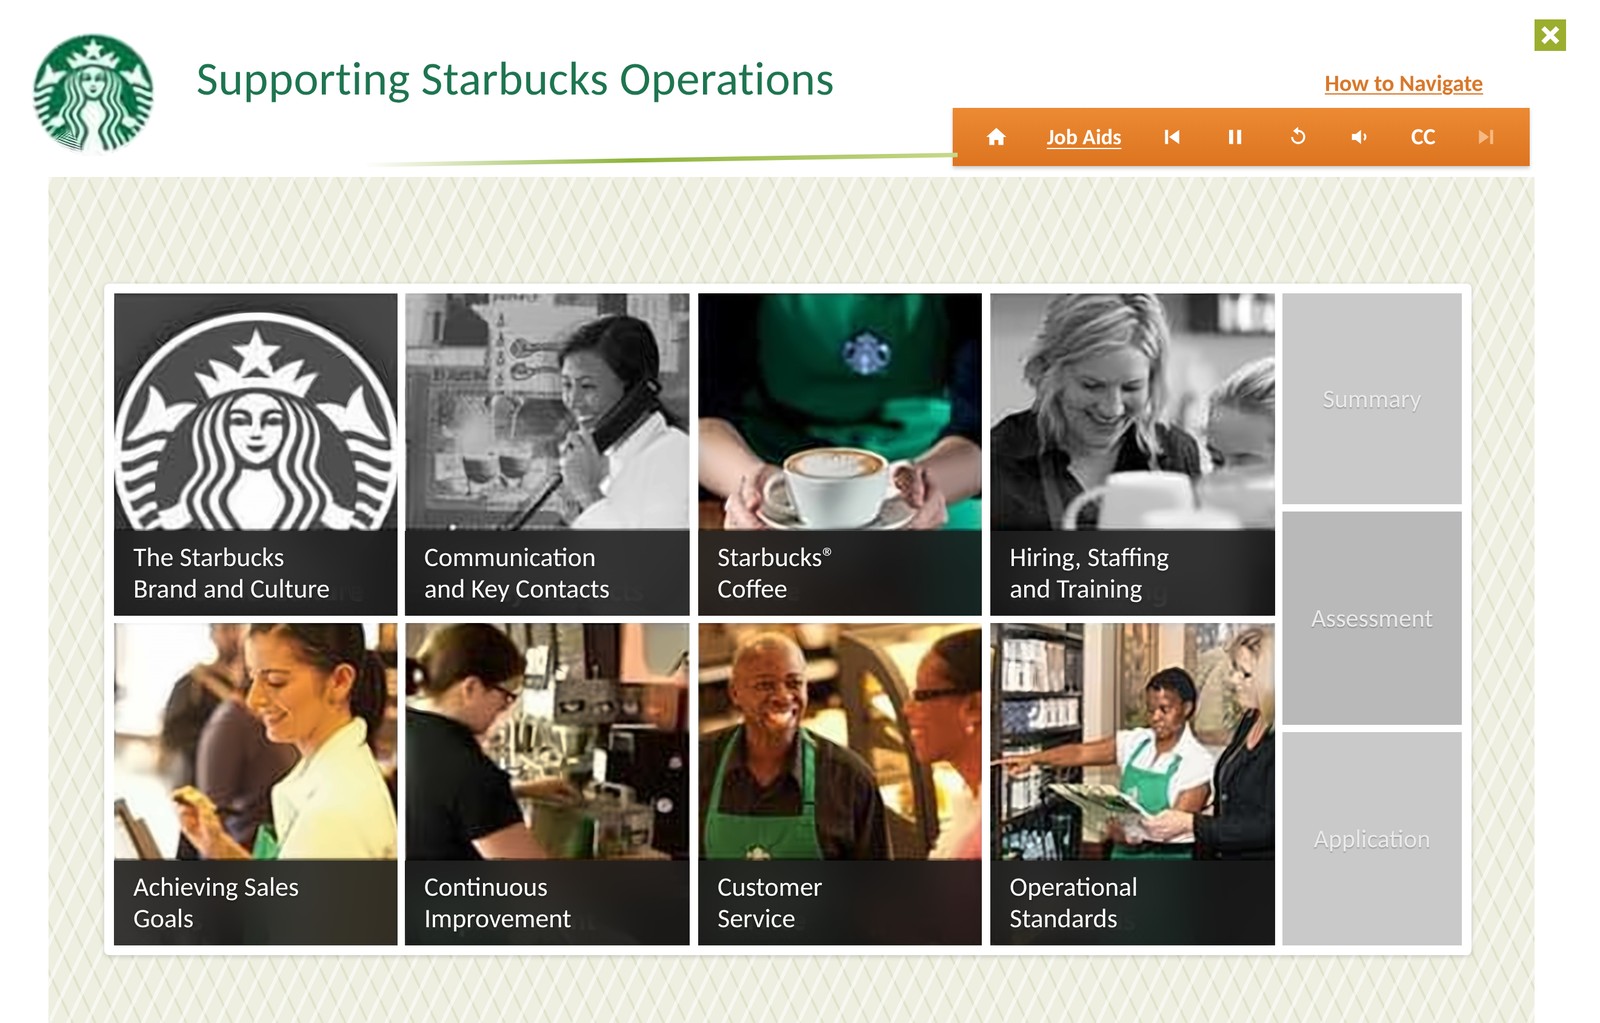 Supporting Starbucks Operations
How to Navigate
Job Aids
CC
The Starbucks
Brand and Culture
Communication
and Key Contacts
Starbucks®
Coffee
Hiring, Staffing
and Training
Summary
Assessment
Application
Achieving Sales
Goals
Continuous
Improvement
Customer
Service
Operational
Standards